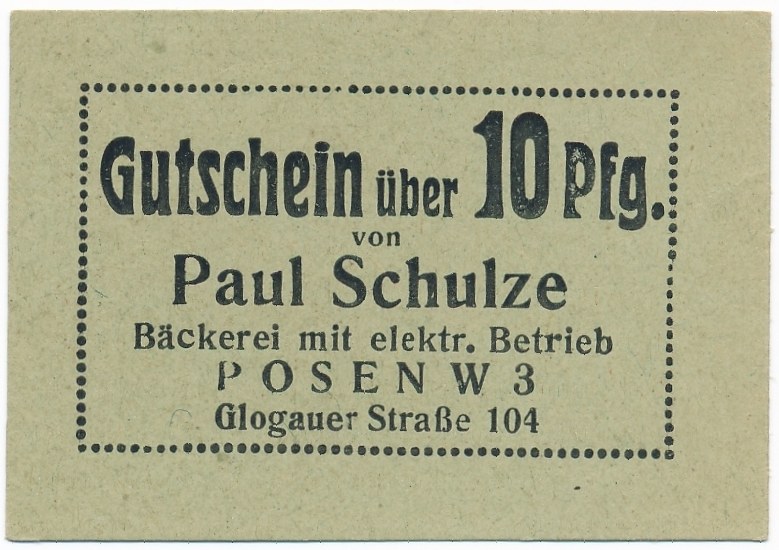 Gutschein über 10 Pfg.
von
Paul Schulze
Bäckerei mit elektr. Betrieb
POSEN W 3
Glogauer Straße 104